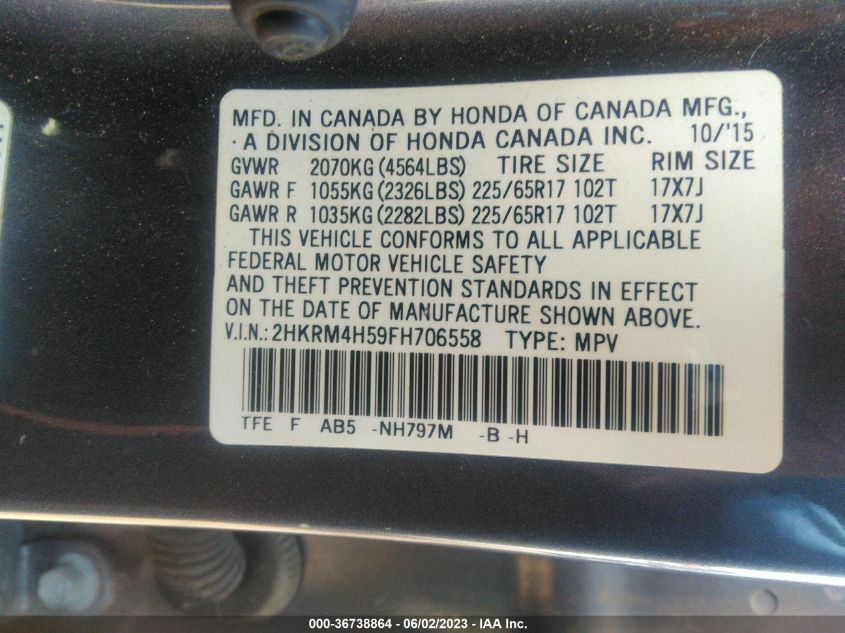 MFD. IN CANADA BY HONDA OF CANADA MFG.,
A DIVISION OF HONDA CANADA INC. 10/'15
GVWR 2070KG (4564LBS) TIRE SIZE RIM SIZE
GAWR F 1055KG (2326LBS) 225/65R17 102T 17X7J
GAWR R 1035KG (2282LBS) 225/65R17 102T 17X7J
THIS VEHICLE CONFORMS TO ALL APPLICABLE
FEDERAL MOTOR VEHICLE SAFETY
AND THEFT PREVENTION STANDARDS IN EFFECT
ON THE DATE OF MANUFACTURE SHOWN ABOVE.
V.I.N.: 2HKRM4H59FH706558 TYPE: MPV
TFE F AB5 -NH797M -B -H
000-36738864 - 06/02/2023 - IAA Inc.